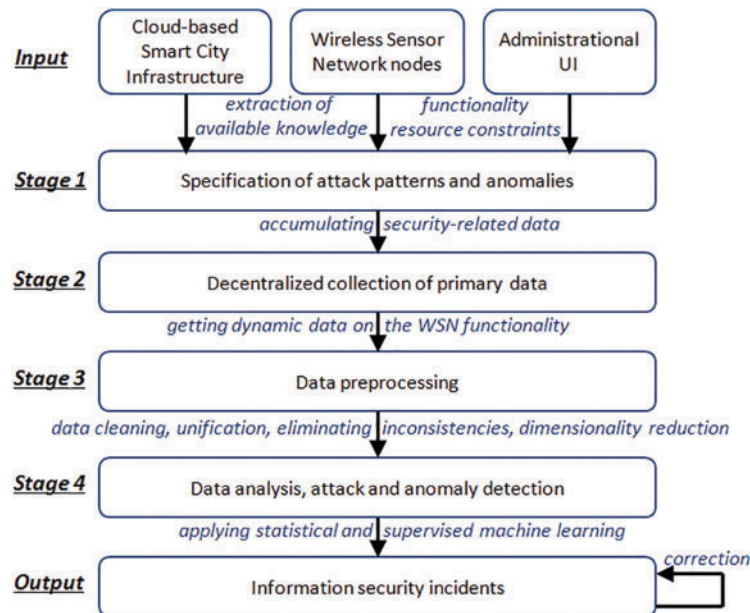 Input
Cloud-based
Smart City
Infrastructure
Wireless Sensor
Network nodes
Administrational
UI
extraction of
available knowledge
functionality
resource constraints
Stage 1
Specification of attack patterns and anomalies
accumulating security-related data
Stage 2
Decentralized collection of primary data
getting dynamic data on the WSN functionality
Stage 3
Data preprocessing
data cleaning, unification, eliminating inconsistencies, dimensionality reduction
Stage 4
Data analysis, attack and anomaly detection
applying statistical and supervised machine learning
Output
Information security incidents
correction